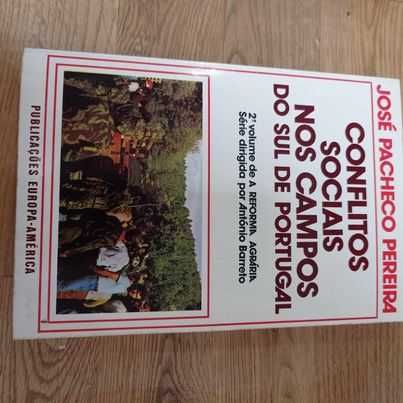 JOSÉ PACHECO PEREIRA
CONFLITOS
SOCIAIS
NOS CAMPOS
DO SUL DE PORTUGAL
2º volume de A REFORMA AGRÁRIA
Série dirigida por António Barreto
PUBLICAÇÕES EUROPA-AMÉRICA